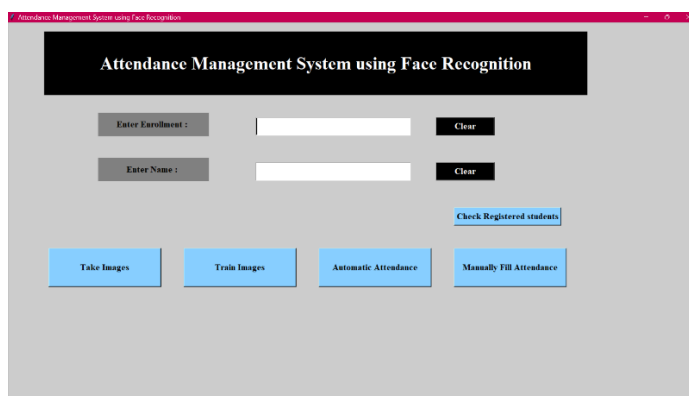 Attendance Management System using Face Recognition
Attendance Management System using Face Recognition
Enter Enrollment :
Clear
Enter Name :
Clear
Check Registered students
Take Images
Train Images
Automatic Attendance
Manually Fill Attendance